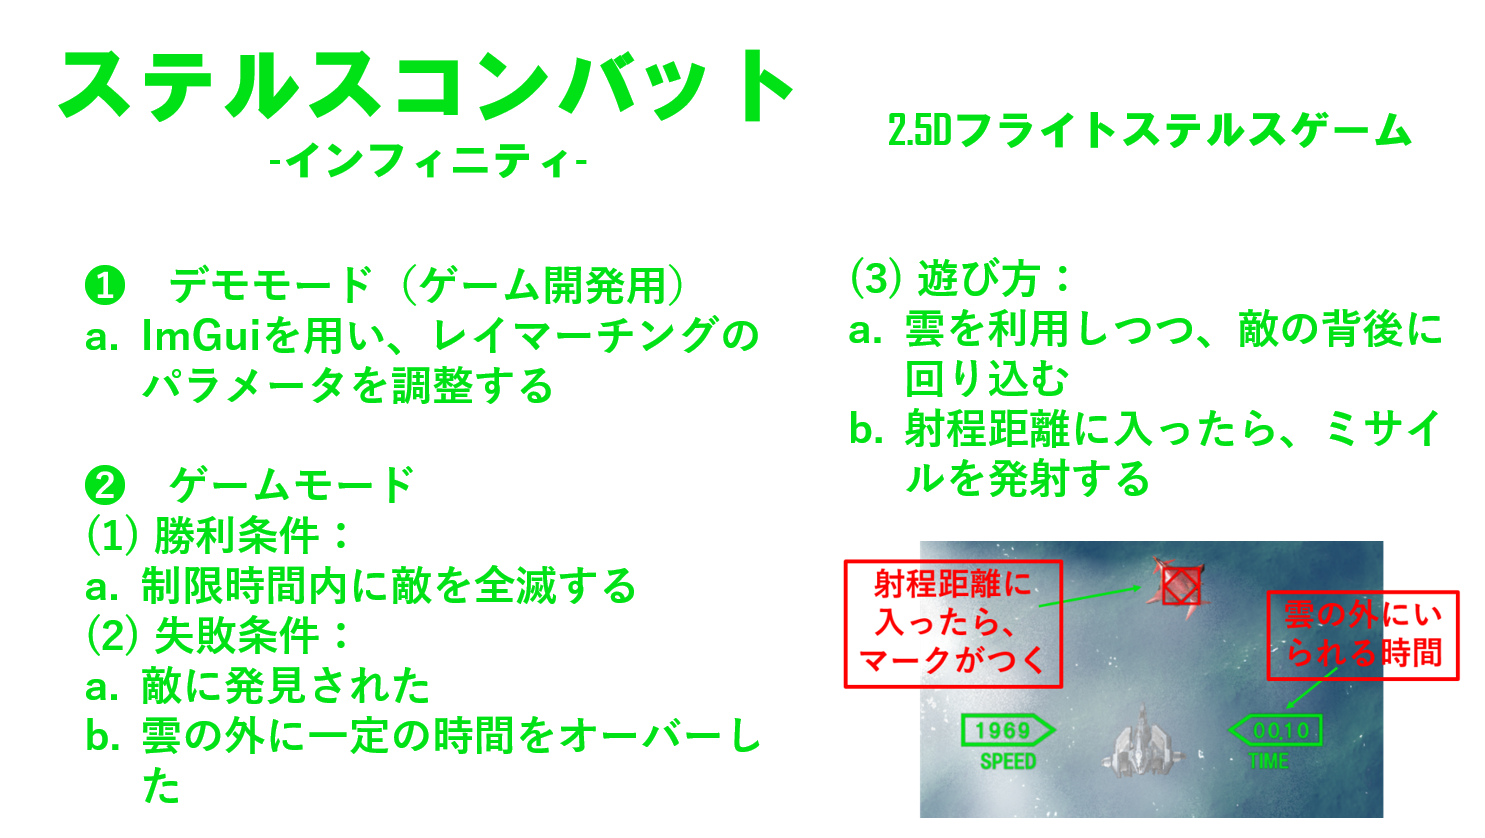 ステルスコンバット
-インフィニティ-
2.5Dフライトステルスゲーム
❶　デモモード（ゲーム開発用）
a. ImGuiを用い、レイマーチングの
パラメータを調整する
❷　ゲームモード
(1) 勝利条件：
a. 制限時間内に敵を全滅する
(2) 失敗条件：
a. 敵に発見された
b. 雲の外に一定の時間をオーバーし
た
(3) 遊び方：
a. 雲を利用しつつ、敵の背後に
回り込む
b. 射程距離に入ったら、ミサイ
ルを発射する
射程距離に
入ったら、
マークがつく
雲の外にい
られる時間
1969
SPEED
0010
TIME